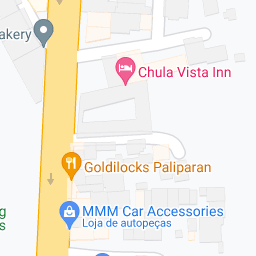 akery
Chula Vista Inn
Goldilocks Paliparan
g
s
MMM Car Accessories
Loja de autopeças